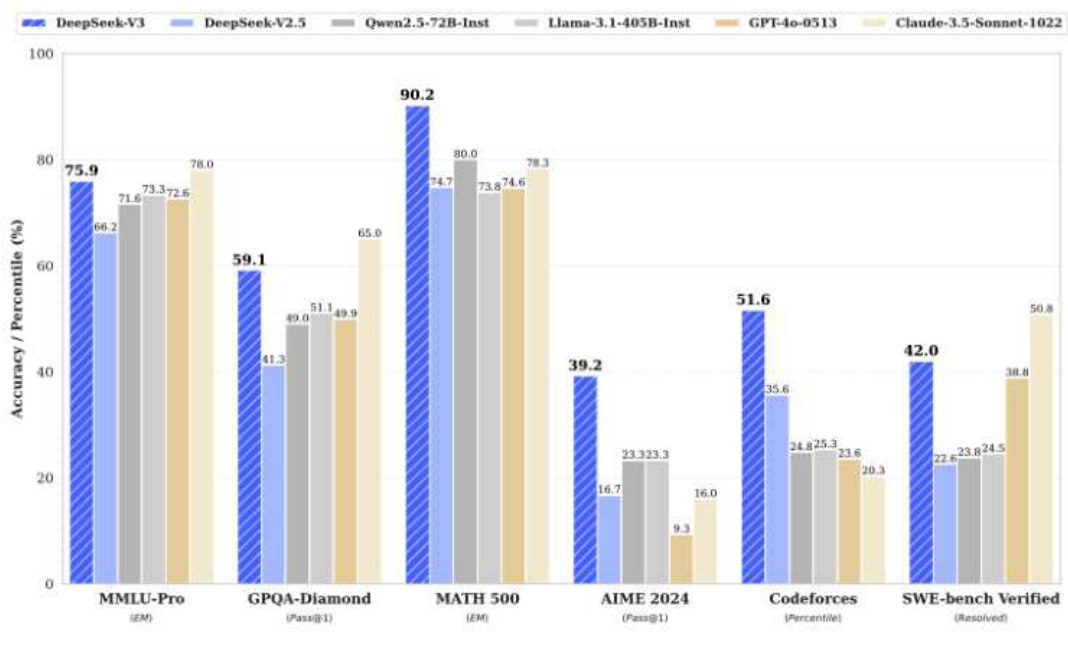 DeepSeek-V3 DeepSeek-V2.5 Qwen2.5-72B-Inst Llama-3.1-405B-Inst GPT-4o-0513 Claude-3.5-Sonnet-1022
Accuracy / Percentile (%)
100
80
60
40
20
0
75.9 66.2 71.6 73.3 72.6 78.0
59.1 41.3 49.0 51.1 49.9 65.0
90.2 74.7 80.0 73.8 74.6 78.3
39.2 16.7 23.3 23.3 9.3 16.0
51.6 35.6 24.8 25.3 23.6 20.3
42.0 22.6 23.8 24.5 38.8 50.8
MMLU-Pro GPQA-Diamond MATH 500 AIME 2024 Codeforces SWE-bench Verified
(EM) (Pass@1) (EM) (Pass@1) (Percentile) (Resolved)